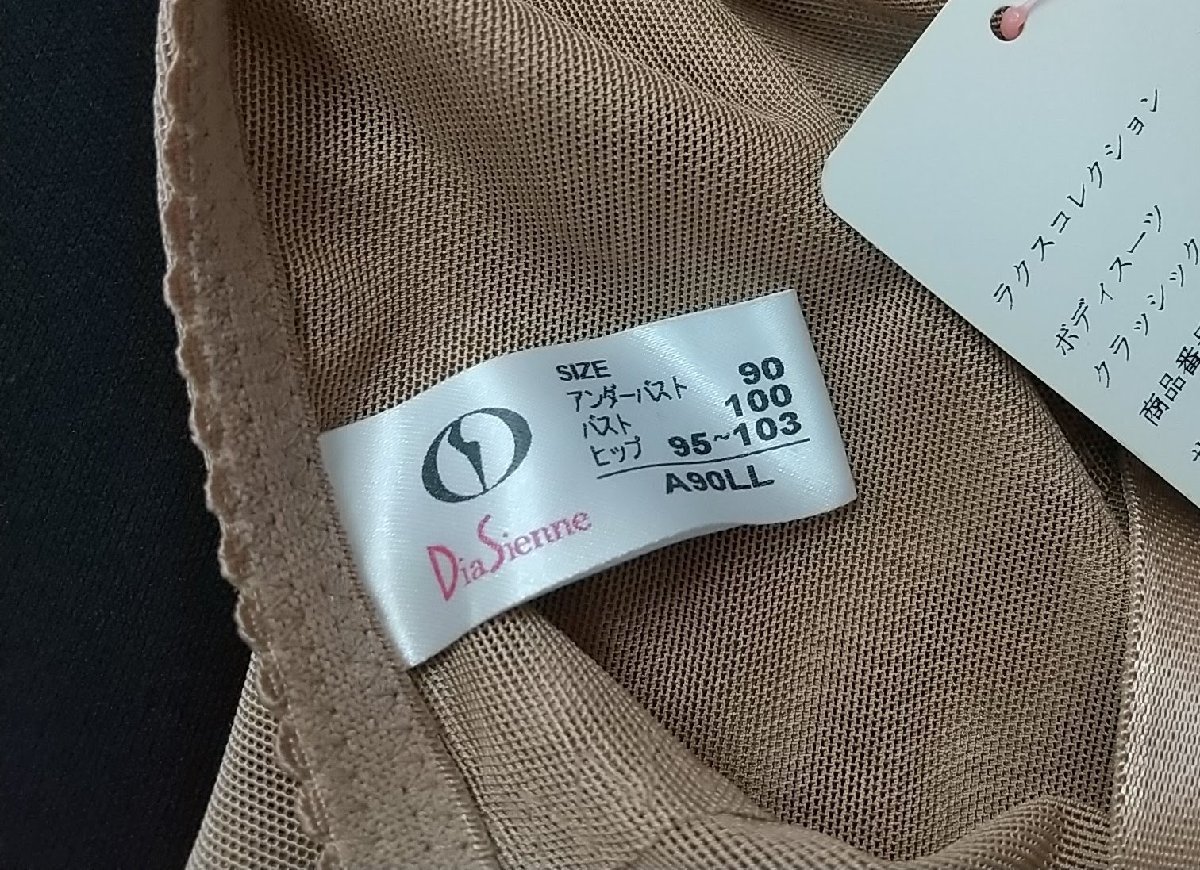 SIZE
アンダーバスト 90
バスト 100
ヒップ 95~103
A90LL
DiaSienne
ラクスコレクション
ボディスーツ
クラッシック
商品番号